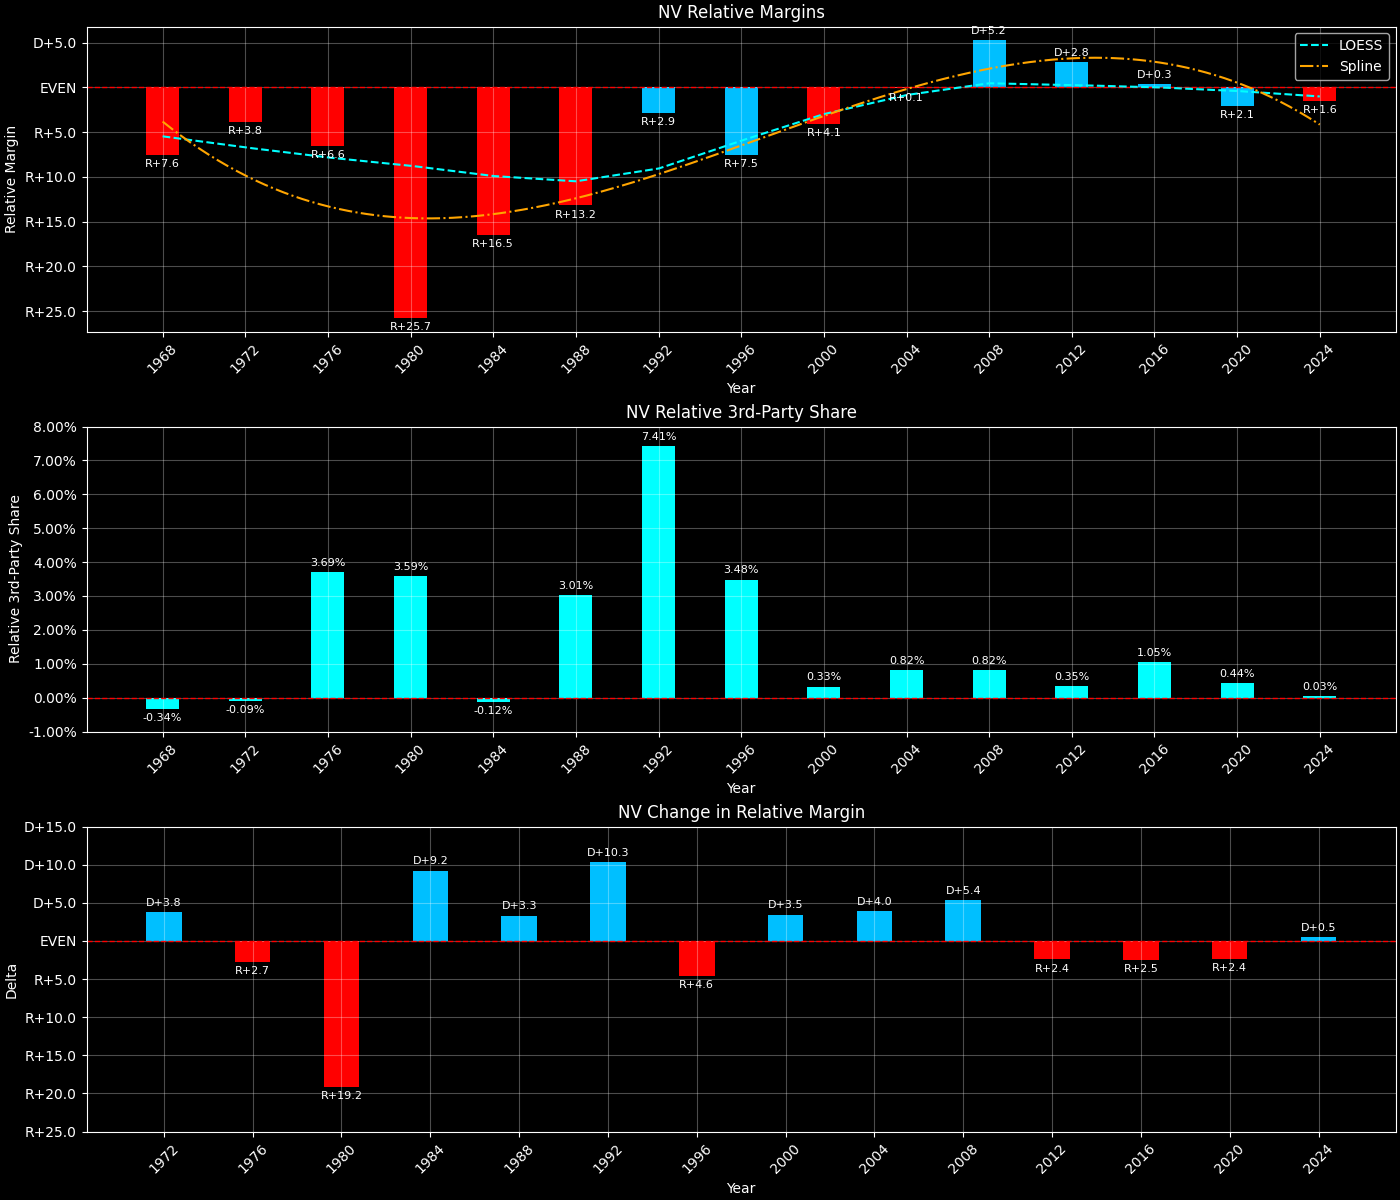 NV Relative Margins
Relative Margin
D+5.0
EVEN
R+5.0
R+10.0
R+15.0
R+20.0
R+25.0
R+7.6
R+3.8
R+6.6
R+25.7
R+16.5
R+13.2
R+2.9
R+7.5
R+4.1
R+0.1
D+5.2
D+2.8
D+0.3
R+2.1
R+1.6
LOESS
Spline
1968
1972
1976
1980
1984
1988
1992
1996
2000
2004
2008
2012
2016
2020
2024
Year
NV Relative 3rd-Party Share
Relative 3rd-Party Share
8.00%
7.00%
6.00%
5.00%
4.00%
3.00%
2.00%
1.00%
0.00%
-1.00%
-0.34%
-0.09%
3.69%
3.59%
-0.12%
3.01%
7.41%
3.48%
0.33%
0.82%
0.82%
0.35%
1.05%
0.44%
0.03%
1968
1972
1976
1980
1984
1988
1992
1996
2000
2004
2008
2012
2016
2020
2024
Year
NV Change in Relative Margin
Delta
D+15.0
D+10.0
D+5.0
EVEN
R+5.0
R+10.0
R+15.0
R+20.0
R+25.0
D+3.8
R+2.7
R+19.2
D+9.2
D+3.3
D+10.3
R+4.6
D+3.5
D+4.0
D+5.4
R+2.4
R+2.5
R+2.4
D+0.5
1972
1976
1980
1984
1988
1992
1996
2000
2004
2008
2012
2016
2020
2024
Year